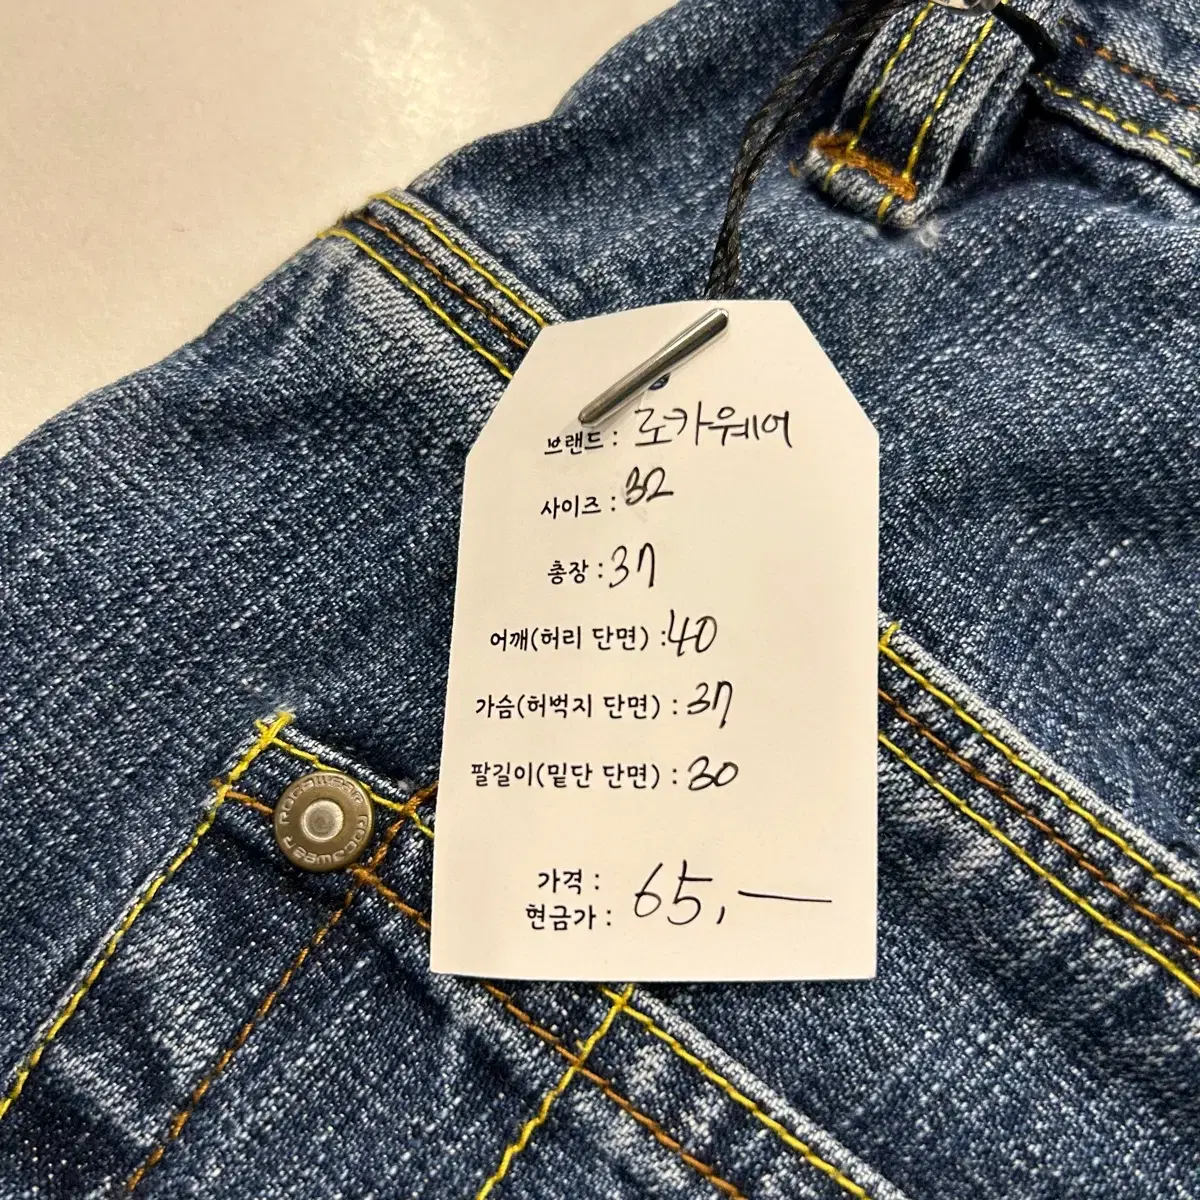 브랜드 : 로카웨어
사이즈 : 32
총장 : 37
어깨(허리 단면) : 40
가슴(허벅지 단면) : 37
팔길이(밑단 단면) : 30
가격 :
현금가 : 65,—
ROCAWEAR ROCAWEAR